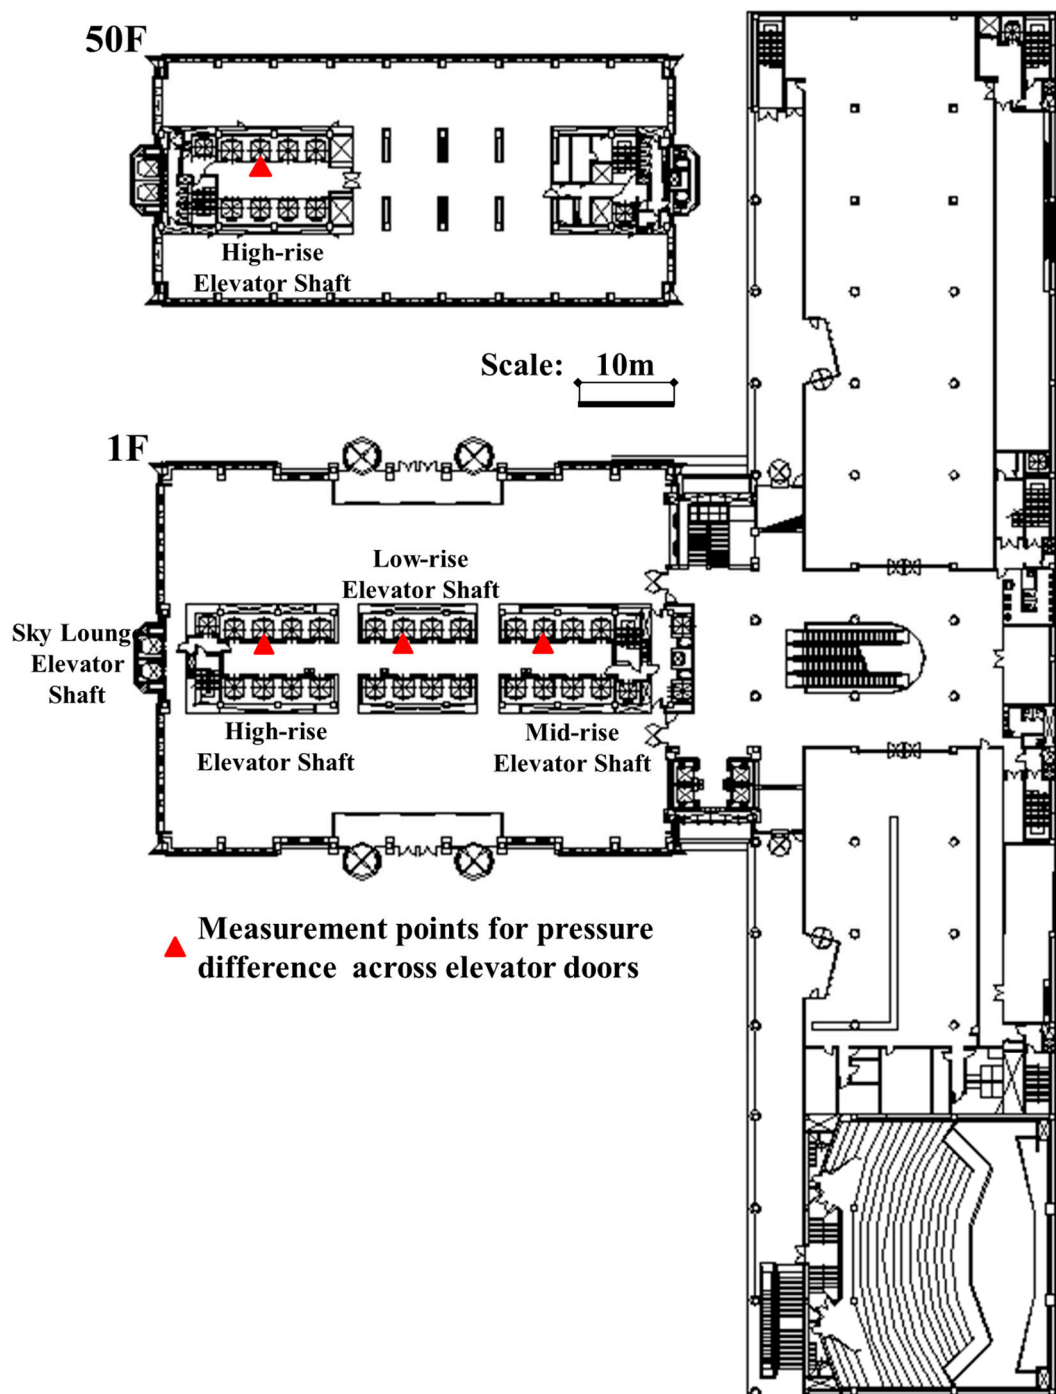 50F
High-rise
Elevator Shaft
Scale: 10m
1F
Low-rise
Elevator Shaft
Sky Loung
Elevator
Shaft
High-rise
Elevator Shaft
Mid-rise
Elevator Shaft
Measurement points for pressure
difference across elevator doors